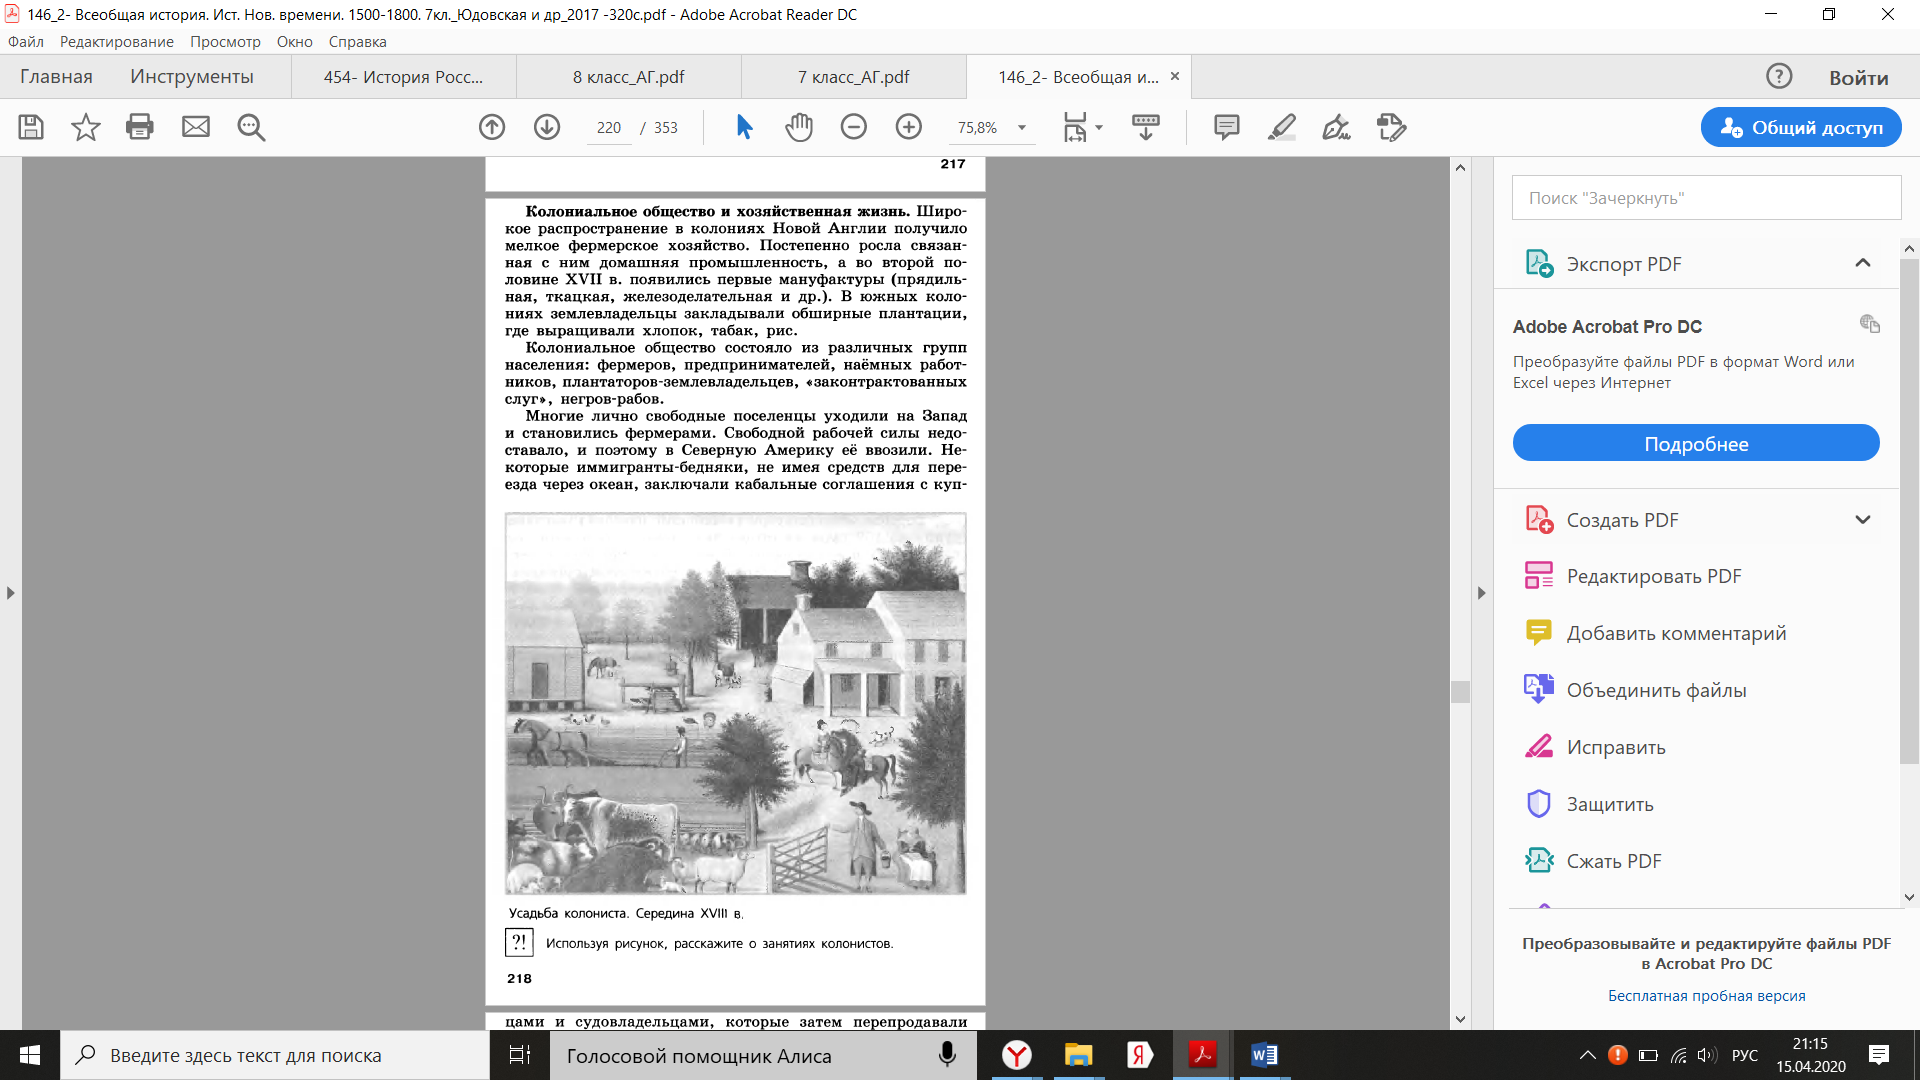 146_2- Всеобщая история. Ист. Нов. времени. 1500-1800. 7кл._Юдовская и др_2017 -320с.pdf - Adobe Acrobat Reader DC
Файл Редактирование Просмотр Окно Справка
Главная Инструменты 454- История Росс... 8 класс_АГ.pdf 7 класс_АГ.pdf 146_2- Всеобщая и... Войти
220 / 353 75,8% Общий доступ
217
Колониальное общество и хозяйственная жизнь. Широ-
кое распространение в колониях Новой Англии получило
мелкое фермерское хозяйство. Постепенно росла связан-
ная с ним домашняя промышленность, а во второй по-
ловине XVII в. появились первые мануфактуры (прядиль-
ная, ткацкая, железоделательная и др.). В южных коло-
ниях землевладельцы закладывали обширные плантации,
где выращивали хлопок, табак, рис.
Колониальное общество состояло из различных групп
населения: фермеров, предпринимателей, наёмных работ-
ников, плантаторов-землевладельцев, «законтрактованных
слуг», негров-рабов.
Многие лично свободные поселенцы уходили на Запад
и становились фермерами. Свободной рабочей силы недо-
ставало, и поэтому в Северную Америку её ввозили. Не-
которые иммигранты-бедняки, не имея средств для пере-
езда через океан, заключали кабальные соглашения с куп-
Усадьба колониста. Середина XVIII в.
?! Используя рисунок, расскажите о занятиях колонистов.
218
цами и судовладельцами, которые затем перепродавали
Поиск "Зачеркнуть"
Экспорт PDF
Adobe Acrobat Pro DC
Преобразуйте файлы PDF в формат Word или
Excel через Интернет
Подробнее
Создать PDF
Редактировать PDF
Добавить комментарий
Объединить файлы
Исправить
Защитить
Сжать PDF
Преобразовывайте и редактируйте файлы PDF
в Acrobat Pro DC
Бесплатная пробная версия
Введите здесь текст для поиска
Голосовой помощник Алиса
РУС
21:15
15.04.2020